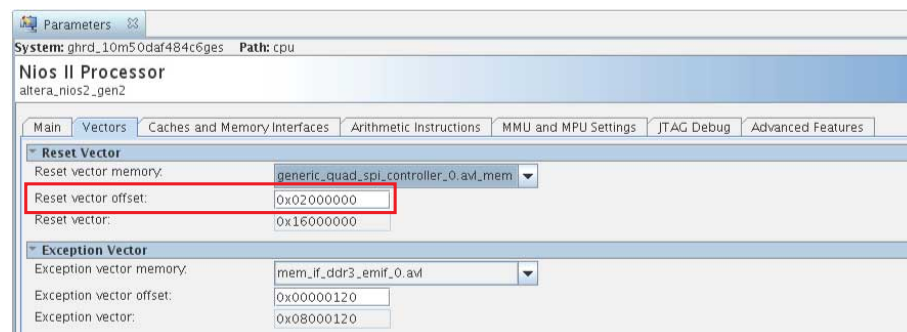 Parameters
System: ghrd_10m50daf484c6ges Path: cpu
Nios II Processor
altera_nios2_gen2
Main Vectors Caches and Memory Interfaces Arithmetic Instructions MMU and MPU Settings JTAG Debug Advanced Features
Reset Vector
Reset vector memory: generic_quad_spi_controller_0.avl_mem
Reset vector offset: 0x02000000
Reset vector: 0x16000000
Exception Vector
Exception vector memory: mem_if_ddr3_emif_0.avl
Exception vector offset: 0x00000120
Exception vector: 0x08000120